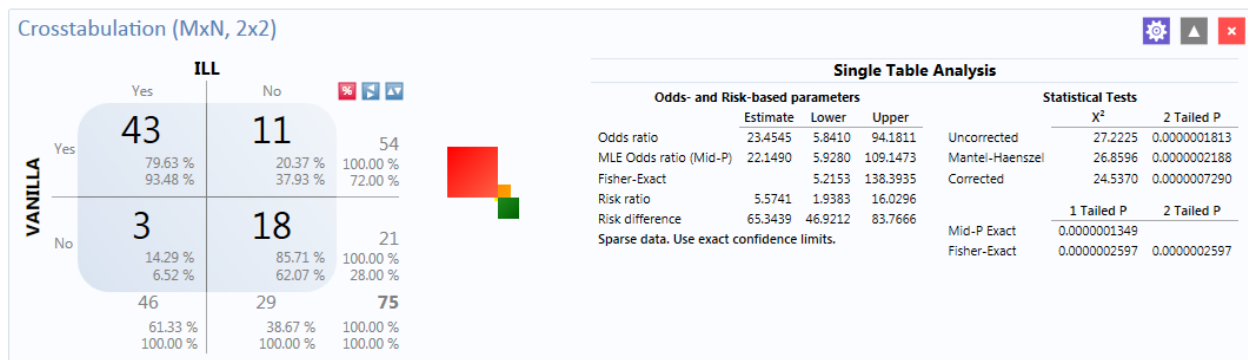 Crosstabulation (MxN, 2x2)
ILL
Yes No %
VANILLA
Yes 43 11 54
79.63 % 20.37 % 100.00 %
93.48 % 37.93 % 72.00 %
No 3 18 21
14.29 % 85.71 % 100.00 %
6.52 % 62.07 % 28.00 %
46 29 75
61.33 % 38.67 % 100.00 %
100.00 % 100.00 % 100.00 %
Single Table Analysis
Odds- and Risk-based parameters
Estimate Lower Upper
Odds ratio 23.4545 5.8410 94.1811
MLE Odds ratio (Mid-P) 22.1490 5.9280 109.1473
Fisher-Exact 5.2153 138.3935
Risk ratio 5.5741 1.9383 16.0296
Risk difference 65.3439 46.9212 83.7666
Sparse data. Use exact confidence limits.
Statistical Tests
X² 2 Tailed P
Uncorrected 27.2225 0.0000001813
Mantel-Haenszel 26.8596 0.0000002188
Corrected 24.5370 0.0000007290
1 Tailed P 2 Tailed P
Mid-P Exact 0.0000001349
Fisher-Exact 0.0000002597 0.0000002597